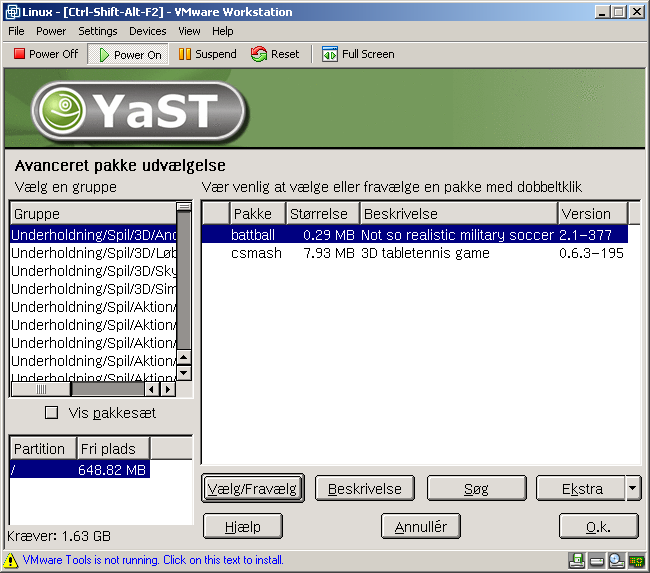 Linux - [Ctrl-Shift-Alt-F2] - VMware Workstation
File Power Settings Devices View Help
Power Off Power On Suspend Reset Full Screen
YaST
Avanceret pakke udvælgelse
Vælg en gruppe
Vær venlig at vælge eller fravælge en pakke med dobbeltklik
Gruppe
Underholdning/Spil/3D/And
Underholdning/Spil/3D/Løb
Underholdning/Spil/3D/Sky
Underholdning/Spil/3D/Sim
Underholdning/Spil/Aktion/
Underholdning/Spil/Aktion/
Underholdning/Spil/Aktion/
Underholdning/Spil/Aktion/
Underholdning/Spil/Aktion/
Pakke Størrelse Beskrivelse Version
battball 0.29 MB Not so realistic military soccer 2.1-377
csmash 7.93 MB 3D tabletennis game 0.6.3-195
Vis pakkesæt
Partition Fri plads
/ 648.82 MB
Kræver: 1.63 GB
Vælg/Fravælg Beskrivelse Søg Ekstra
Hjælp Annullér O.k.
VMware Tools is not running. Click on this text to install.